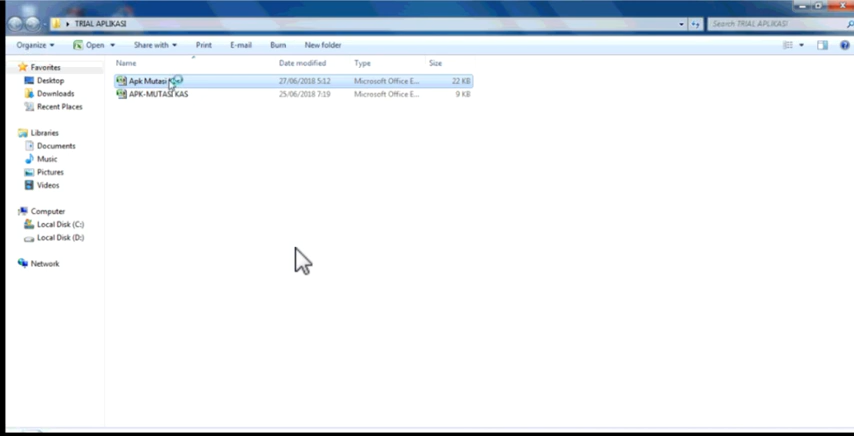 TRIAL APLIKASI
Search TRIAL APLIKASI
Organize Open Share with Print E-mail Burn New folder
Name Date modified Type Size
Favorites
Desktop
Downloads
Recent Places
Libraries
Documents
Music
Pictures
Videos
Computer
Local Disk (C:)
Local Disk (D:)
Network
Apk Mutasi 27/06/2018 5:12 Microsoft Office E... 22 KB
APK-MUTASI KAS 25/06/2018 7:19 Microsoft Office E... 9 KB